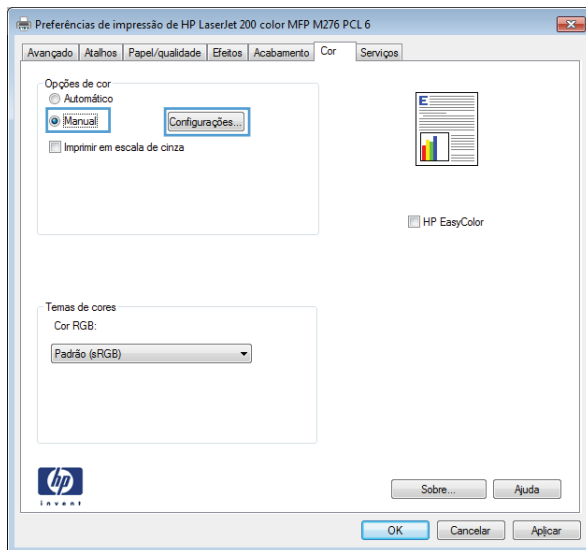 Preferências de impressão de HP LaserJet 200 color MFP M276 PCL 6
Avançado Atalhos Papel/qualidade Efeitos Acabamento Cor Serviços
Opções de cor
Automático
Manual Configurações...
Imprimir em escala de cinza
E
HP EasyColor
Temas de cores
Cor RGB:
Padrão (sRGB)
hp
invent
Sobre... Ajuda
OK Cancelar Aplicar